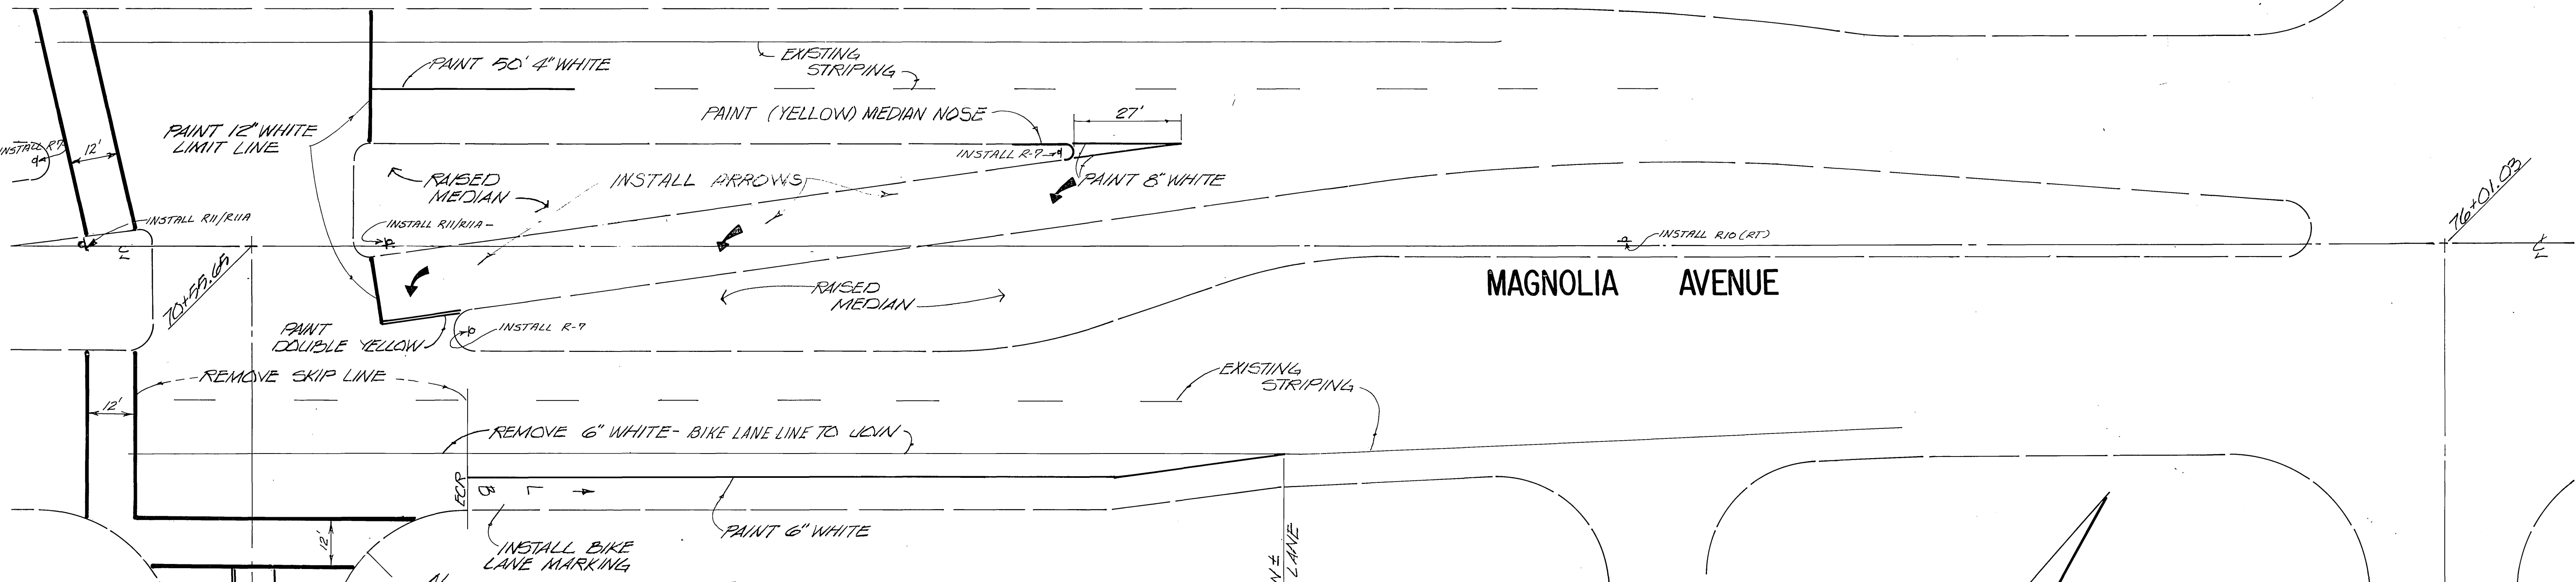 EXISTING
STRIPING
PAINT 50' 4" WHITE
PAINT (YELLOW) MEDIAN NOSE
27'
PAINT 12" WHITE
LIMIT LINE
INSTALL R7
12'
INSTALL R-7
RAISED
MEDIAN
INSTALL ARROWS
PAINT 8" WHITE
INSTALL R11/R11A
INSTALL R11/R11A
70+55.65
INSTALL R10 (RT)
76+01.03
MAGNOLIA AVENUE
RAISED
MEDIAN
PAINT
DOUBLE YELLOW
INSTALL R-7
REMOVE SKIP LINE
EXISTING
STRIPING
12'
REMOVE 6" WHITE - BIKE LANE LINE TO JOIN
ECR
B L
PAINT 6" WHITE
12'
INSTALL BIKE
LANE MARKING
LANE